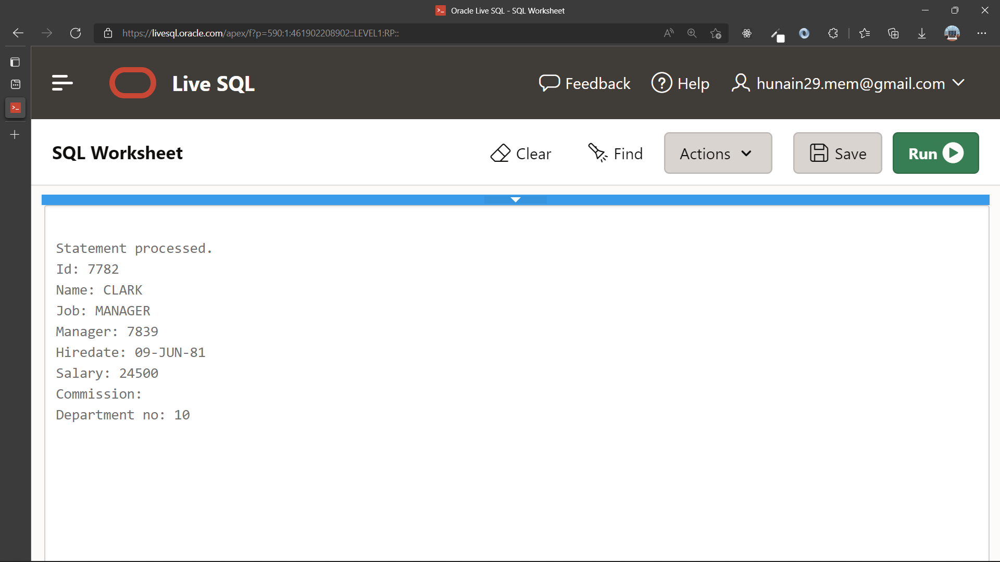 Oracle Live SQL - SQL Worksheet
https://livesql.oracle.com/apex/f?p=590:1:461902208902::LEVEL1:RP::
Live SQL
Feedback
Help
hunain29.mem@gmail.com
SQL Worksheet
Clear
Find
Actions
Save
Run
Statement processed.
Id: 7782
Name: CLARK
Job: MANAGER
Manager: 7839
Hiredate: 09-JUN-81
Salary: 24500
Commission:
Department no: 10